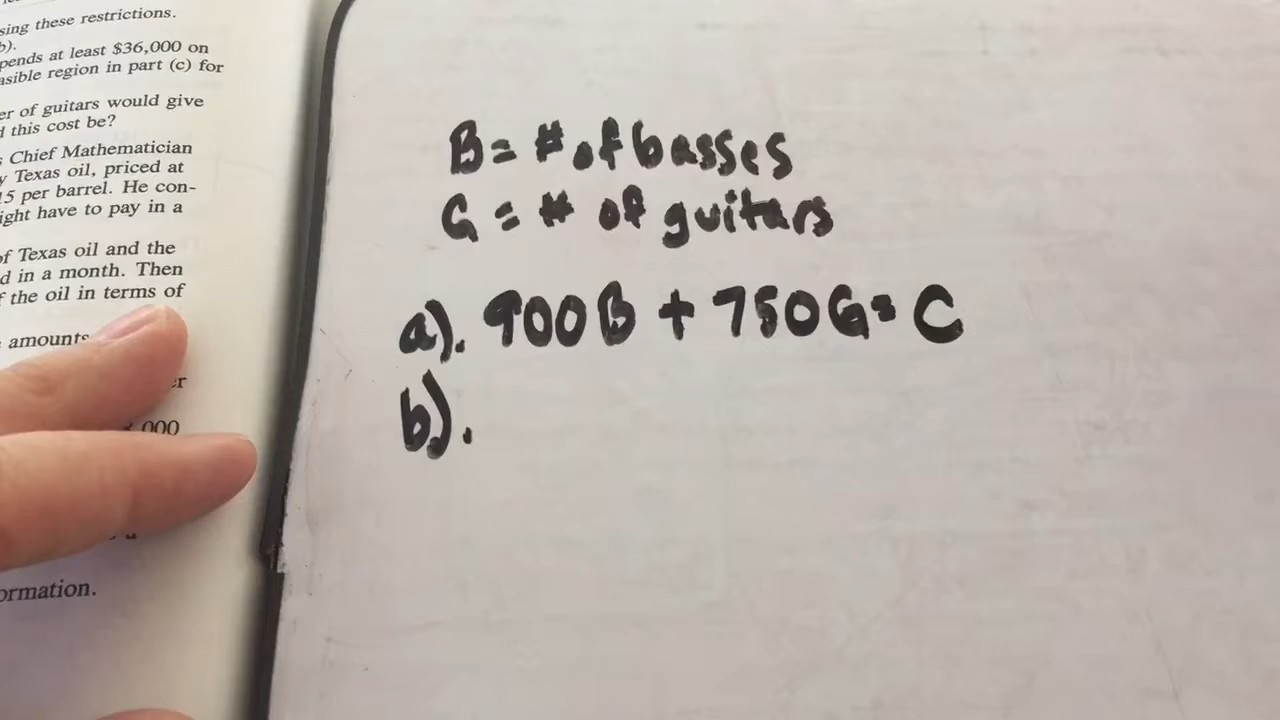 sing these restrictions.
b).
pends at least $36,000 on
asible region in part (c) for
er of guitars would give
d this cost be?
Chief Mathematician
y Texas oil, priced at
15 per barrel. He con-
ight have to pay in a
of Texas oil and the
d in a month. Then
f the oil in terms of
amounts
er
000
ormation.
B = # of basses
G = # of guitars
a). 900B + 750G = C
b).